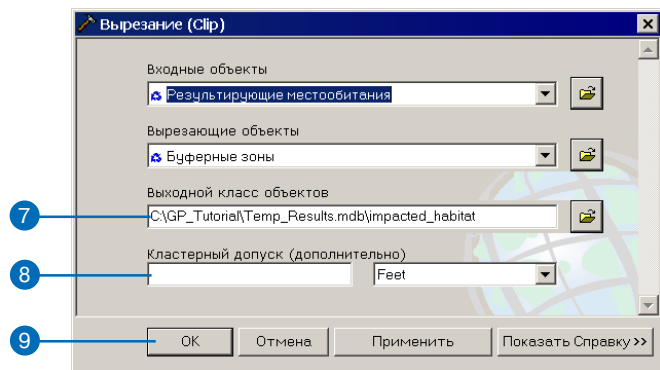 Вырезание (Clip)
Входные объекты
Результирующие местообитания
Вырезающие объекты
Буферные зоны
Выходной класс объектов
7
C:\GP_Tutorial\Temp_Results.mdb\impacted_habitat
Кластерный допуск (дополнительно)
8
Feet
9
OK
Отмена
Применить
Показать Справку >>